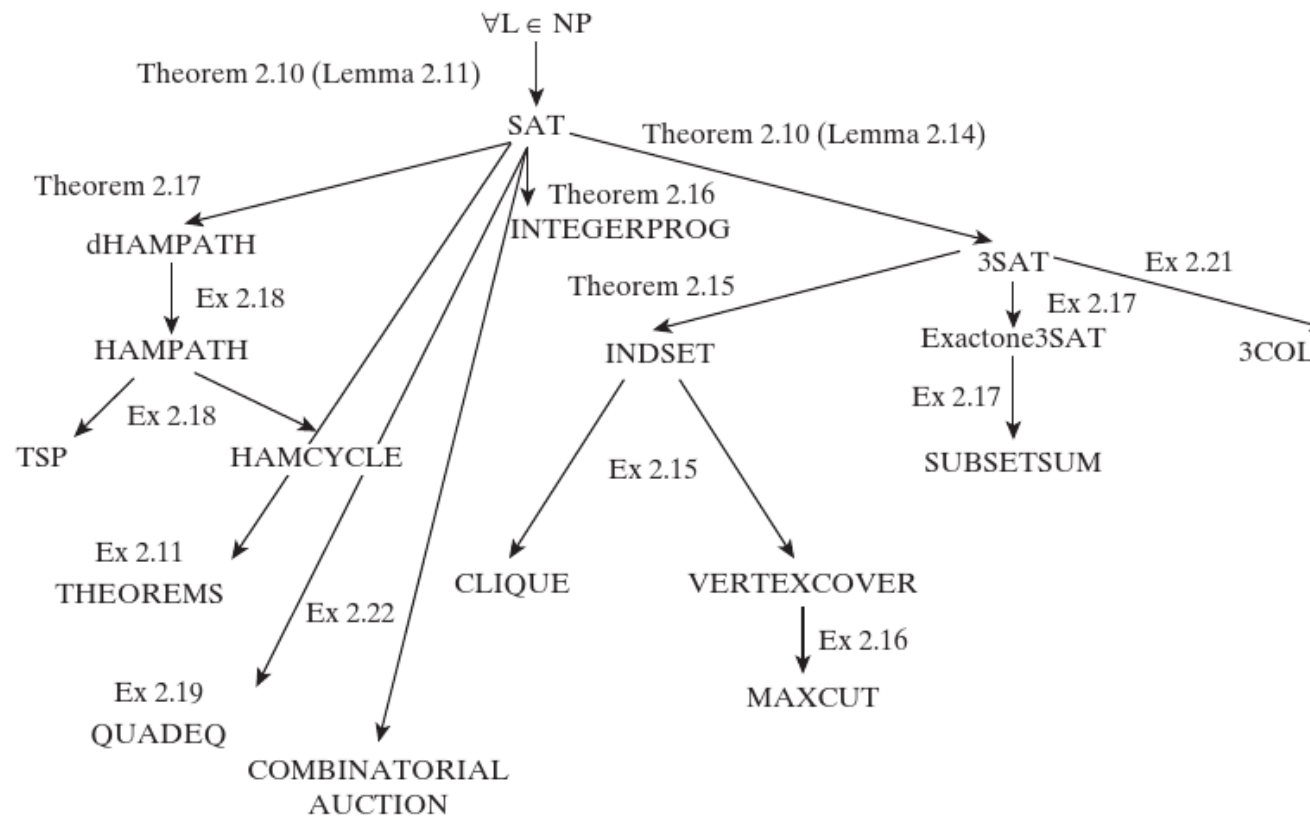 ∀L ∈ NP
Theorem 2.10 (Lemma 2.11)
SAT
Theorem 2.10 (Lemma 2.14)
Theorem 2.17
Theorem 2.16
INTEGERPROG
dHAMPATH
3SAT
Ex 2.21
Theorem 2.15
Ex 2.18
Ex 2.17
HAMPATH
INDSET
Exactone3SAT
3COL
Ex 2.18
Ex 2.17
TSP
HAMCYCLE
Ex 2.15
SUBSETSUM
Ex 2.11
THEOREMS
CLIQUE
VERTEXCOVER
Ex 2.22
Ex 2.16
Ex 2.19
QUADEQ
MAXCUT
COMBINATORIAL
AUCTION